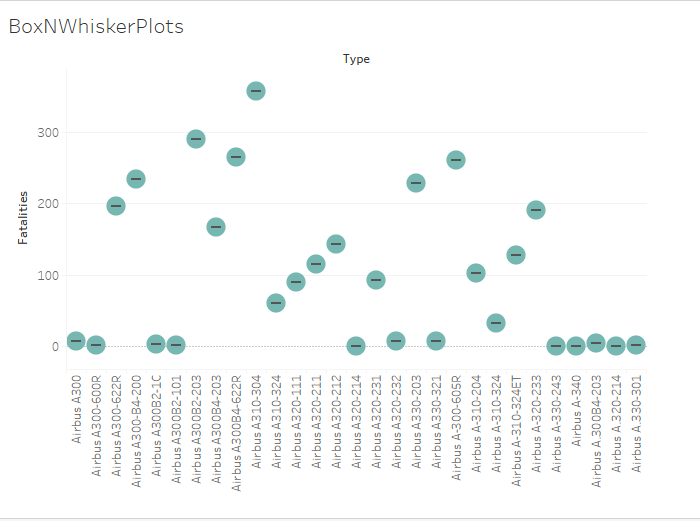 BoxNWhiskerPlots
Type
Fatalities
300
200
100
0
Airbus A300
Airbus A300-600R
Airbus A300-622R
Airbus A300-B4-200
Airbus A300B2-1C
Airbus A300B2-101
Airbus A300B2-203
Airbus A300B4-203
Airbus A300B4-622R
Airbus A310-304
Airbus A310-324
Airbus A320-111
Airbus A320-211
Airbus A320-212
Airbus A320-214
Airbus A320-231
Airbus A320-232
Airbus A330-203
Airbus A330-321
Airbus A-300-605R
Airbus A-310-204
Airbus A-310-324
Airbus A-310-324ET
Airbus A-320-233
Airbus A-330-243
Airbus A-340
Airbus A.300B4-203
Airbus A.320-214
Airbus A.330-301